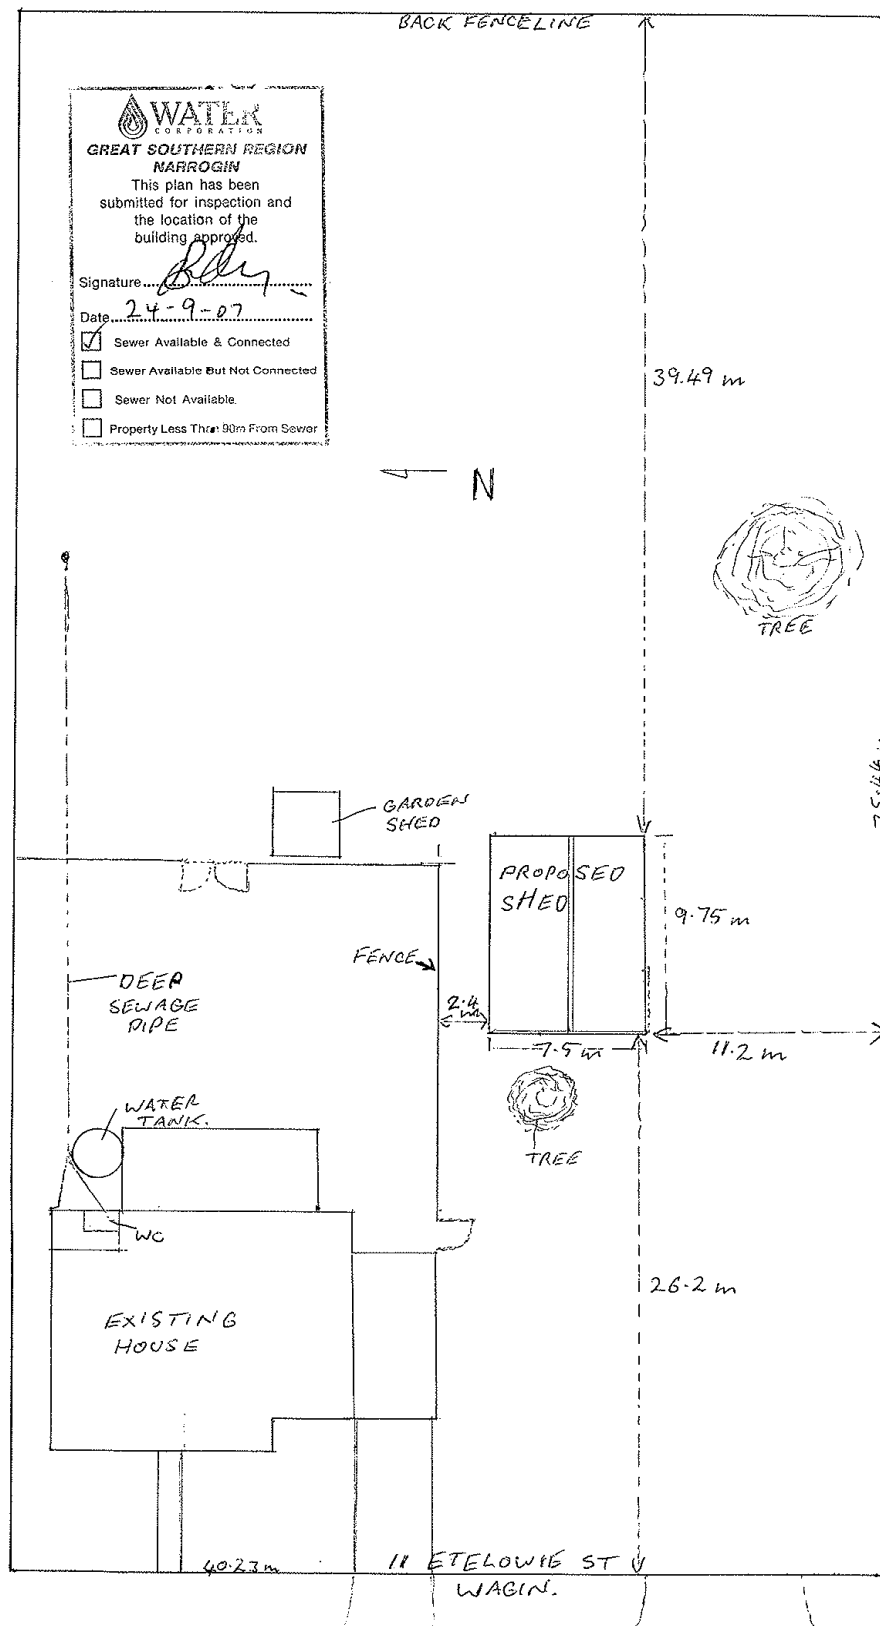 BACK FENCELINE
WATER
CORPORATION
GREAT SOUTHERN REGION
NARROGIN
This plan has been
submitted for inspection and
the location of the
building approved.
Signature
Date 24-9-07
Sewer Available & Connected
Sewer Available But Not Connected
Sewer Not Available.
Property Less Than 90m From Sewer
39.49 m
N
TREE
GARDEN
SHED
PROPOSED
SHED
9.75 m
FENCE
2.4
m
7.5 m
11.2 m
DEEP
SEWAGE
PIPE
WATER
TANK.
TREE
WC
26.2 m
EXISTING
HOUSE
40.23 m
11 ETELOWIE ST
WAGIN.